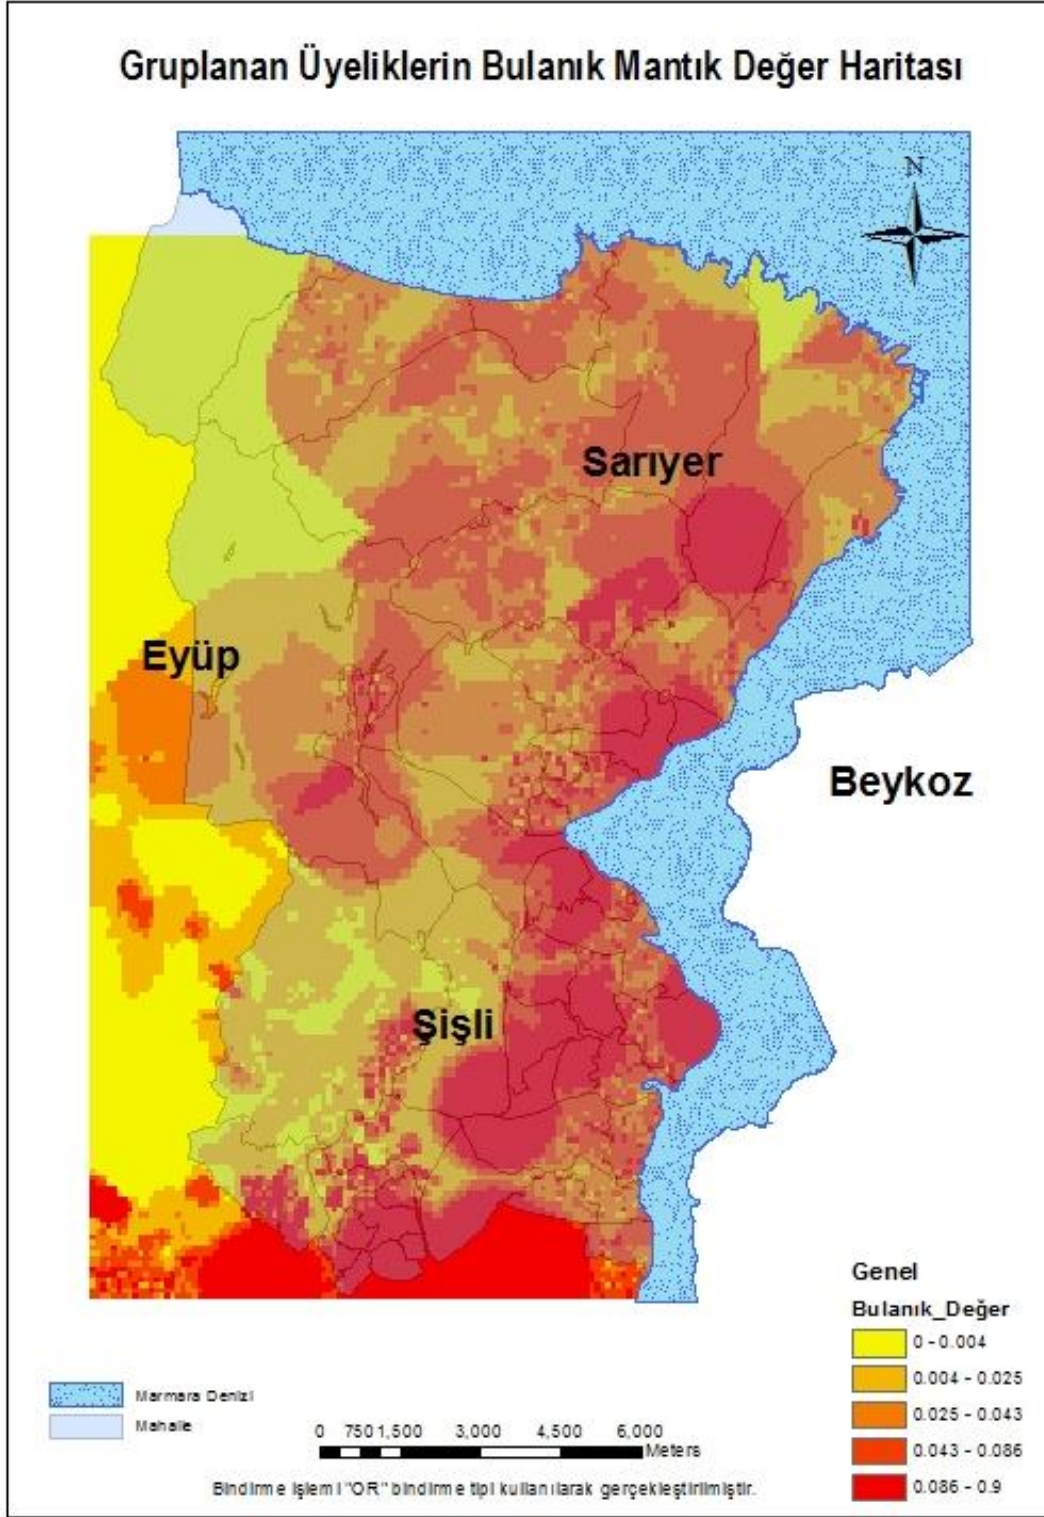 Gruplanan Üyeliklerin Bulanık Mantık Değer Haritası
N
Sarıyer
Eyüp
Beykoz
Şişli
Genel
Bulanık_Değer
0 - 0.004
0.004 - 0.025
0.025 - 0.043
0.043 - 0.086
0.086 - 0.9
Marmara Denizi
Mahalle
0 750 1,500 3,000 4,500 6,000
Meters
Bindirme işlemi "OR" bindirme tipi kullanılarak gerçekleştirilmiştir.